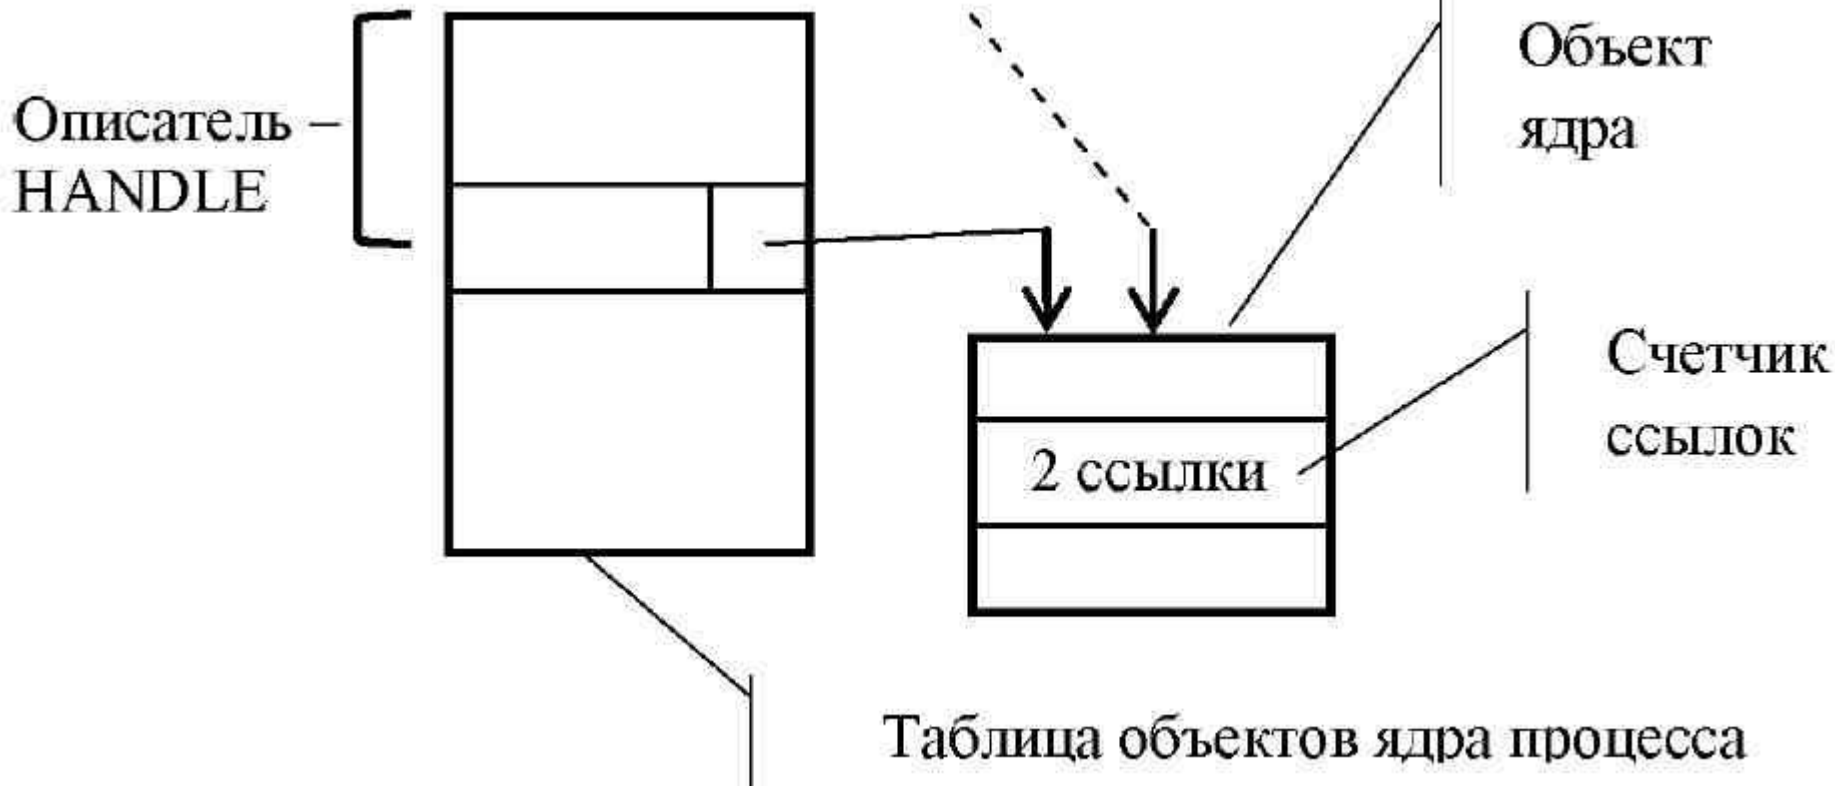 Описатель –
HANDLE
Объект
ядра
Счетчик
ссылок
2 ссылки
Таблица объектов ядра процесса